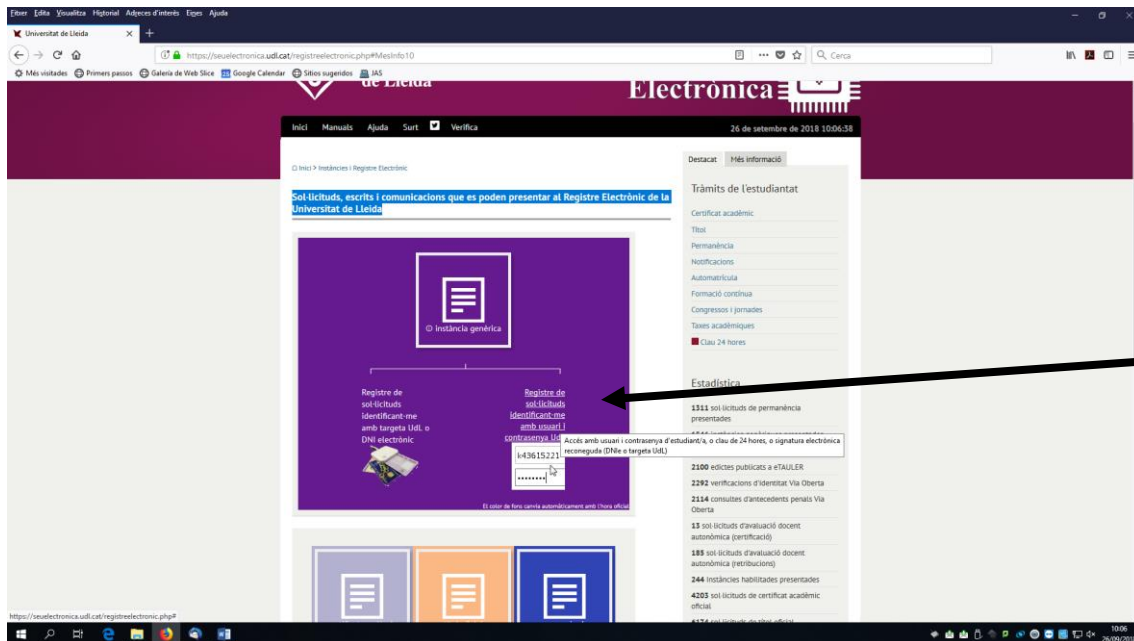 Fitxer Edita Visualitza Historial Adreces d'interès Eines Ajuda
Universitat de Lleida
https://seuelectronica.udl.cat/registreelectronic.php#MesInfo10
Cerca
Més visitades Primers passos Galería de Web Slice Google Calendar Sitios sugeridos JAS
de Lleida
Electrònica
Inici Manuals Ajuda Surt Verifica
26 de setembre de 2018 10:06:38
Inici > Instàncies i Registre Electrònic
Sol·licituds, escrits i comunicacions que es poden presentar al Registre Electrònic de la
Universitat de Lleida
Instància genèrica
Registre de
sol·licituds
identificant-me
amb targeta UdL o
DNI electrònic
Registre de
sol·licituds
identificant-me
amb usuari i
contrasenya UdL
k43615221
El color de fons canvia automàticament amb l'hora oficial
Accés amb usuari i contrasenya d'estudiant/a, o clau de 24 hores, o signatura electrònica
reconeguda (DNIe o targeta UdL)
Destacat Més informació
Tràmits de l'estudiantat
Certificat acadèmic
Títol
Permanència
Notificacions
Automatrícula
Formació contínua
Congressos i jornades
Taxes acadèmiques
Clau 24 hores
Estadística
1311 sol·licituds de permanència
presentades
2100 edictes publicats a eTAULER
2292 verificacions d'identitat Via Oberta
2114 consultes d'antecedents penals Via
Oberta
13 sol·licituds d'avaluació docent
autonòmica (certificació)
185 sol·licituds d'avaluació docent
autonòmica (retribucions)
244 instàncies habilitades presentades
4203 sol·licituds de certificat acadèmic
oficial
https://seuelectronica.udl.cat/registreelectronic.php#
10:06